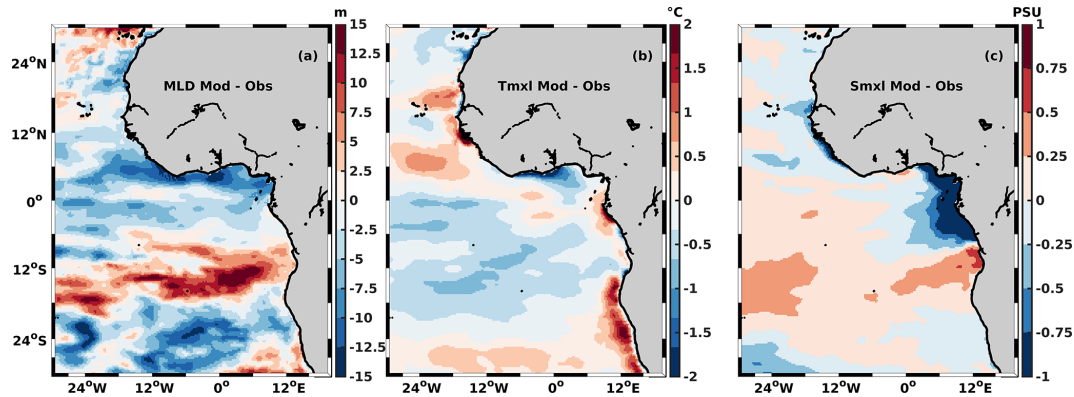 m
(a)
MLD Mod - Obs
24°N
12°N
0°
12°S
24°S
24°W
12°W
0°
12°E
15
12.5
10
7.5
5
2.5
0
-2.5
-5
-7.5
-10
-12.5
-15
°C
(b)
Tmxl Mod - Obs
24°W
12°W
0°
12°E
2
1.5
1
0.5
0
-0.5
-1
-1.5
-2
PSU
(c)
Smxl Mod - Obs
24°W
12°W
0°
12°E
1
0.75
0.5
0.25
0
-0.25
-0.5
-0.75
-1